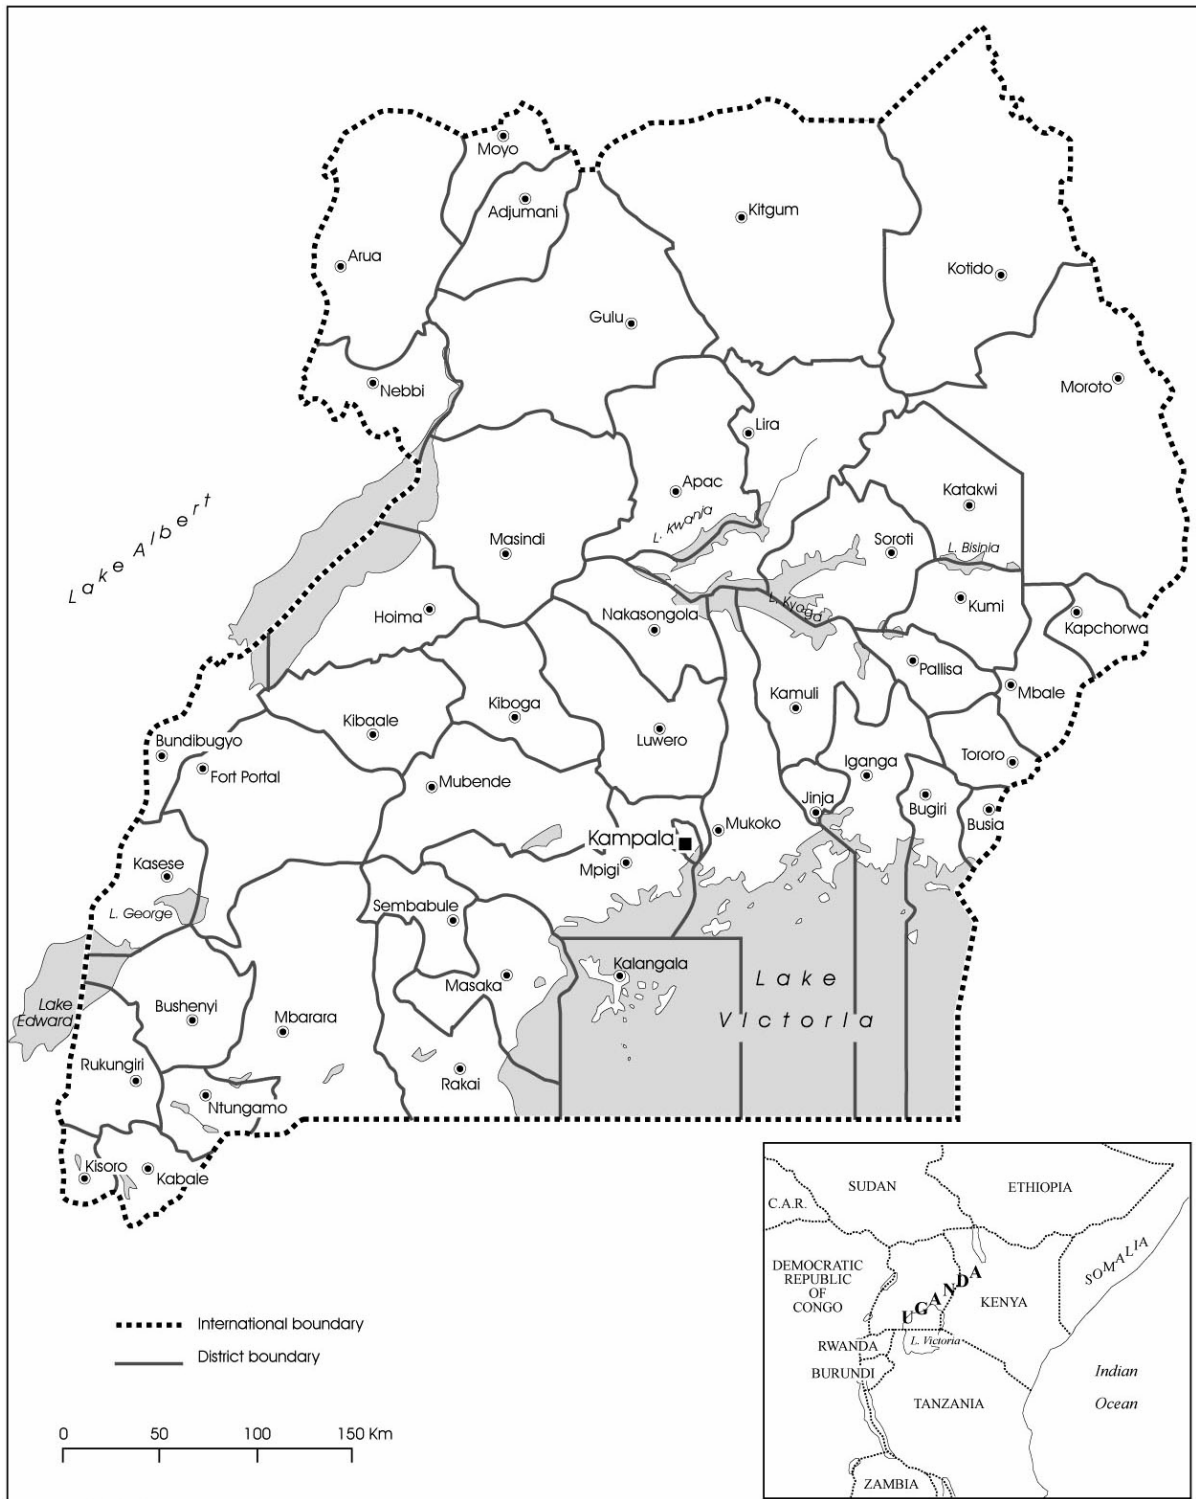 Moyo
Adjumani
Kitgum
Arua
Kotido
Gulu
Moroto
Nebbi
Lira
Apac
Katakwi
Lake Albert
L. Kwania
Masindi
Soroti
L. Bisinia
Hoima
Nakasongola
L. Kyoga
Kumi
Kapchorwa
Pallisa
Mbale
Kiboga
Kamuli
Kibaale
Luwero
Bundibugyo
Fort Portal
Mubende
Iganga
Tororo
Jinja
Bugiri
Busia
Kampala
Mukoko
Mpigi
Kasese
L. George
Sembabule
Kalangala
Masaka
Lake
Victoria
Lake
Edward
Bushenyi
Mbarara
Rukungiri
Rakai
Ntungamo
Kisoro
Kabale
International boundary
District boundary
0 50 100 150 Km
SUDAN
ETHIOPIA
C.A.R.
SOMALIA
DEMOCRATIC
REPUBLIC
OF
CONGO
UGANDA
KENYA
RWANDA
L. Victoria
BURUNDI
Indian
Ocean
TANZANIA
ZAMBIA